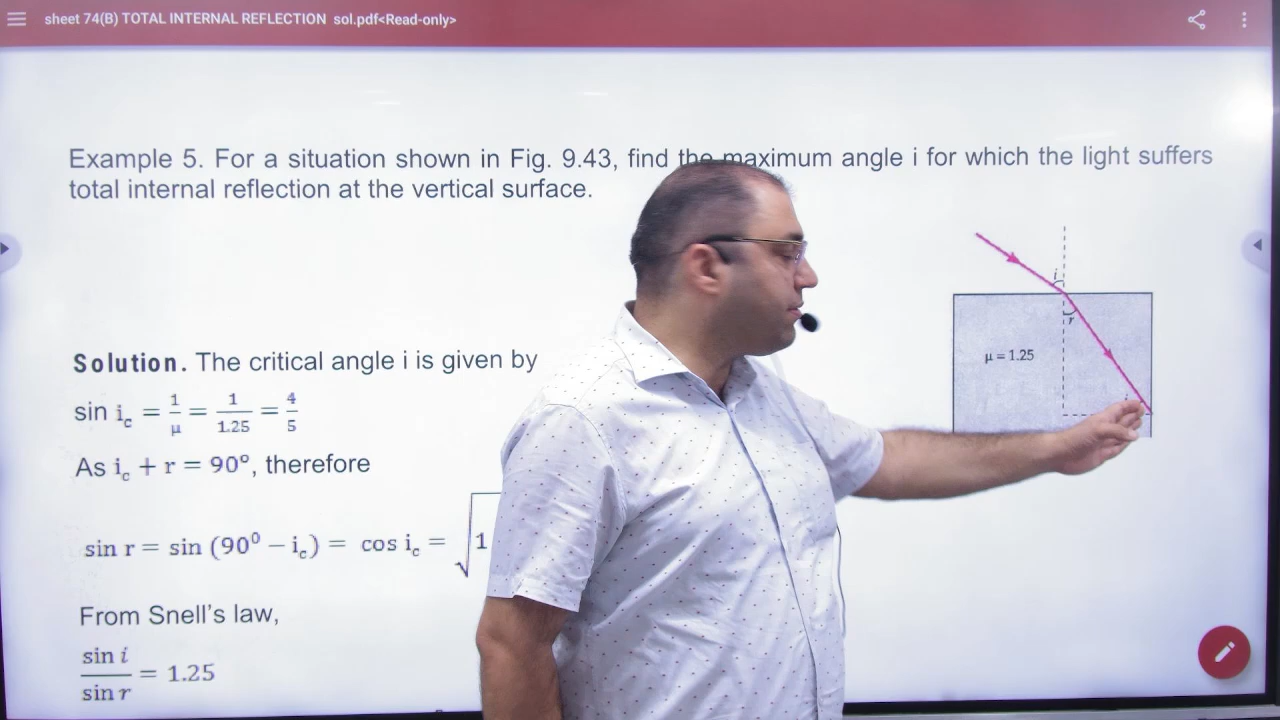 sheet 74(B) TOTAL INTERNAL REFLECTION sol.pdf<Read-only>
Example 5. For a situation shown in Fig. 9.43, find the maximum angle i for which the light suffers
total internal reflection at the vertical surface.
i
r
μ = 1.25
Solution. The critical angle i is given by
sin i_c = 1/μ = 1/1.25 = 4/5
As i_c + r = 90°, therefore
sin r = sin (90⁰ − i_c) = cos i_c = √1
From Snell's law,
sin i / sin r = 1.25